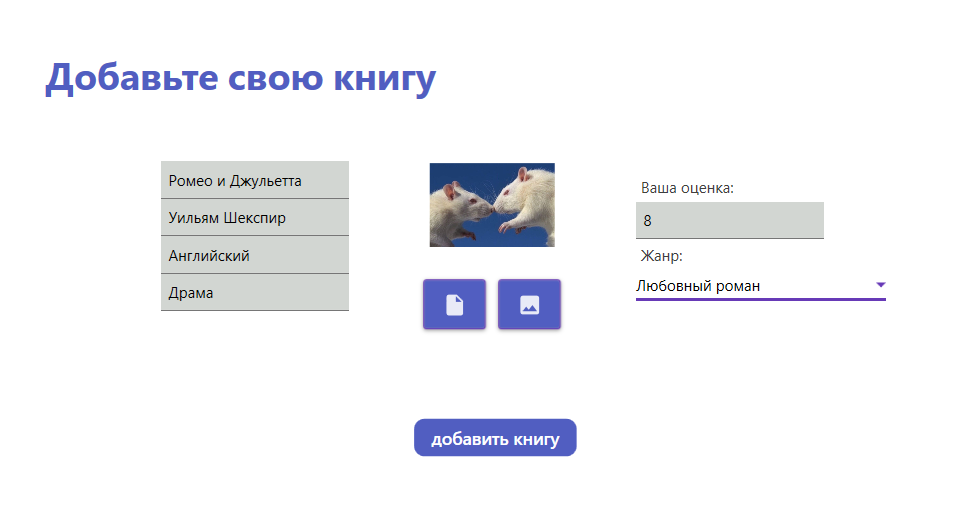 Добавьте свою книгу
Ромео и Джульетта
Уильям Шекспир
Английский
Драма
Ваша оценка:
8
Жанр:
Любовный роман
добавить книгу